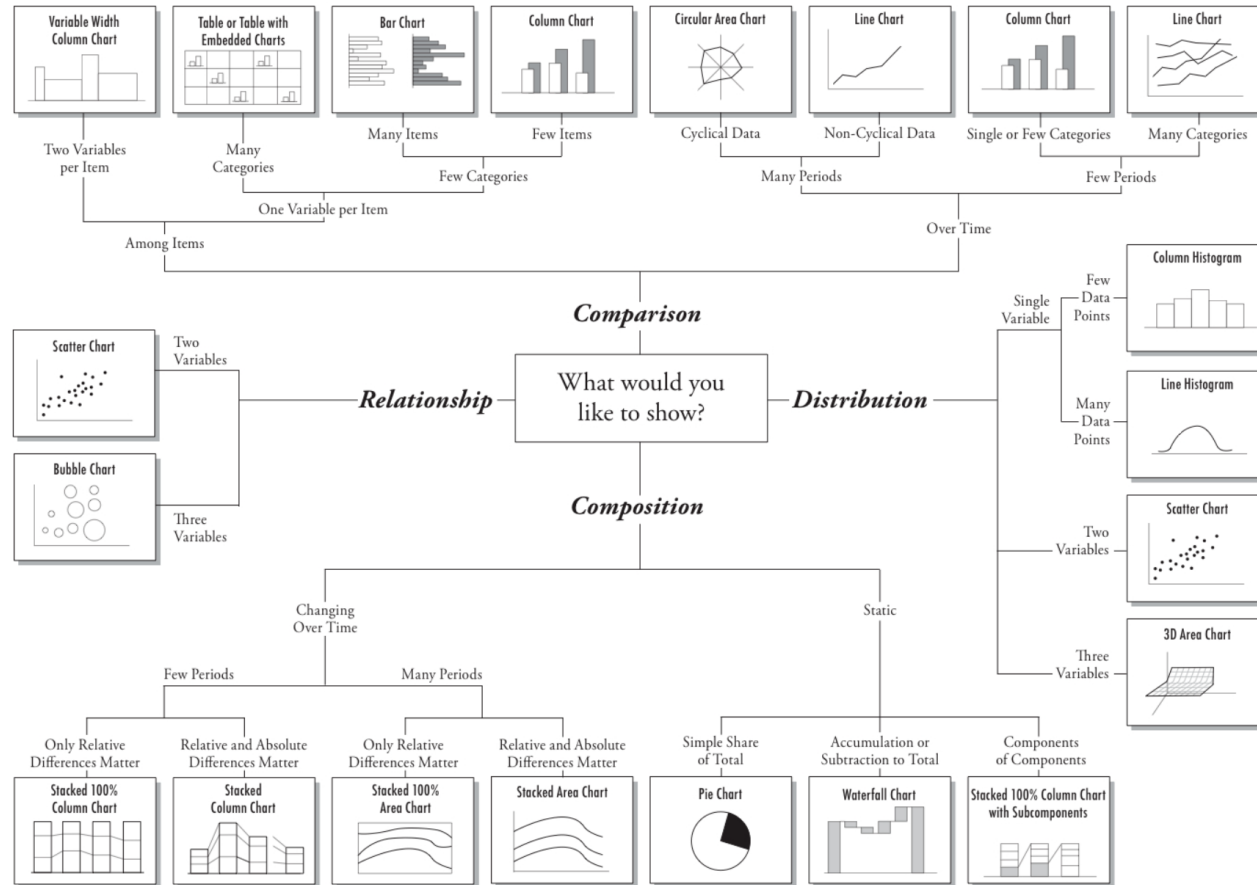 Variable Width
Column Chart
Table or Table with
Embedded Charts
Bar Chart
Column Chart
Circular Area Chart
Line Chart
Column Chart
Line Chart
Two Variables
per Item
Many
Categories
Many Items
Few Items
Cyclical Data
Non-Cyclical Data
Single or Few Categories
Many Categories
Few Categories
Many Periods
Few Periods
One Variable per Item
Among Items
Over Time
Comparison
What would you
like to show?
Relationship
Two
Variables
Scatter Chart
Three
Variables
Bubble Chart
Distribution
Single
Variable
Few
Data
Points
Column Histogram
Many
Data
Points
Line Histogram
Two
Variables
Scatter Chart
Three
Variables
3D Area Chart
Composition
Changing
Over Time
Static
Few Periods
Many Periods
Only Relative
Differences Matter
Relative and Absolute
Differences Matter
Only Relative
Differences Matter
Relative and Absolute
Differences Matter
Simple Share
of Total
Accumulation or
Subtraction to Total
Components
of Components
Stacked 100%
Column Chart
Stacked
Column Chart
Stacked 100%
Area Chart
Stacked Area Chart
Pie Chart
Waterfall Chart
Stacked 100% Column Chart
with Subcomponents